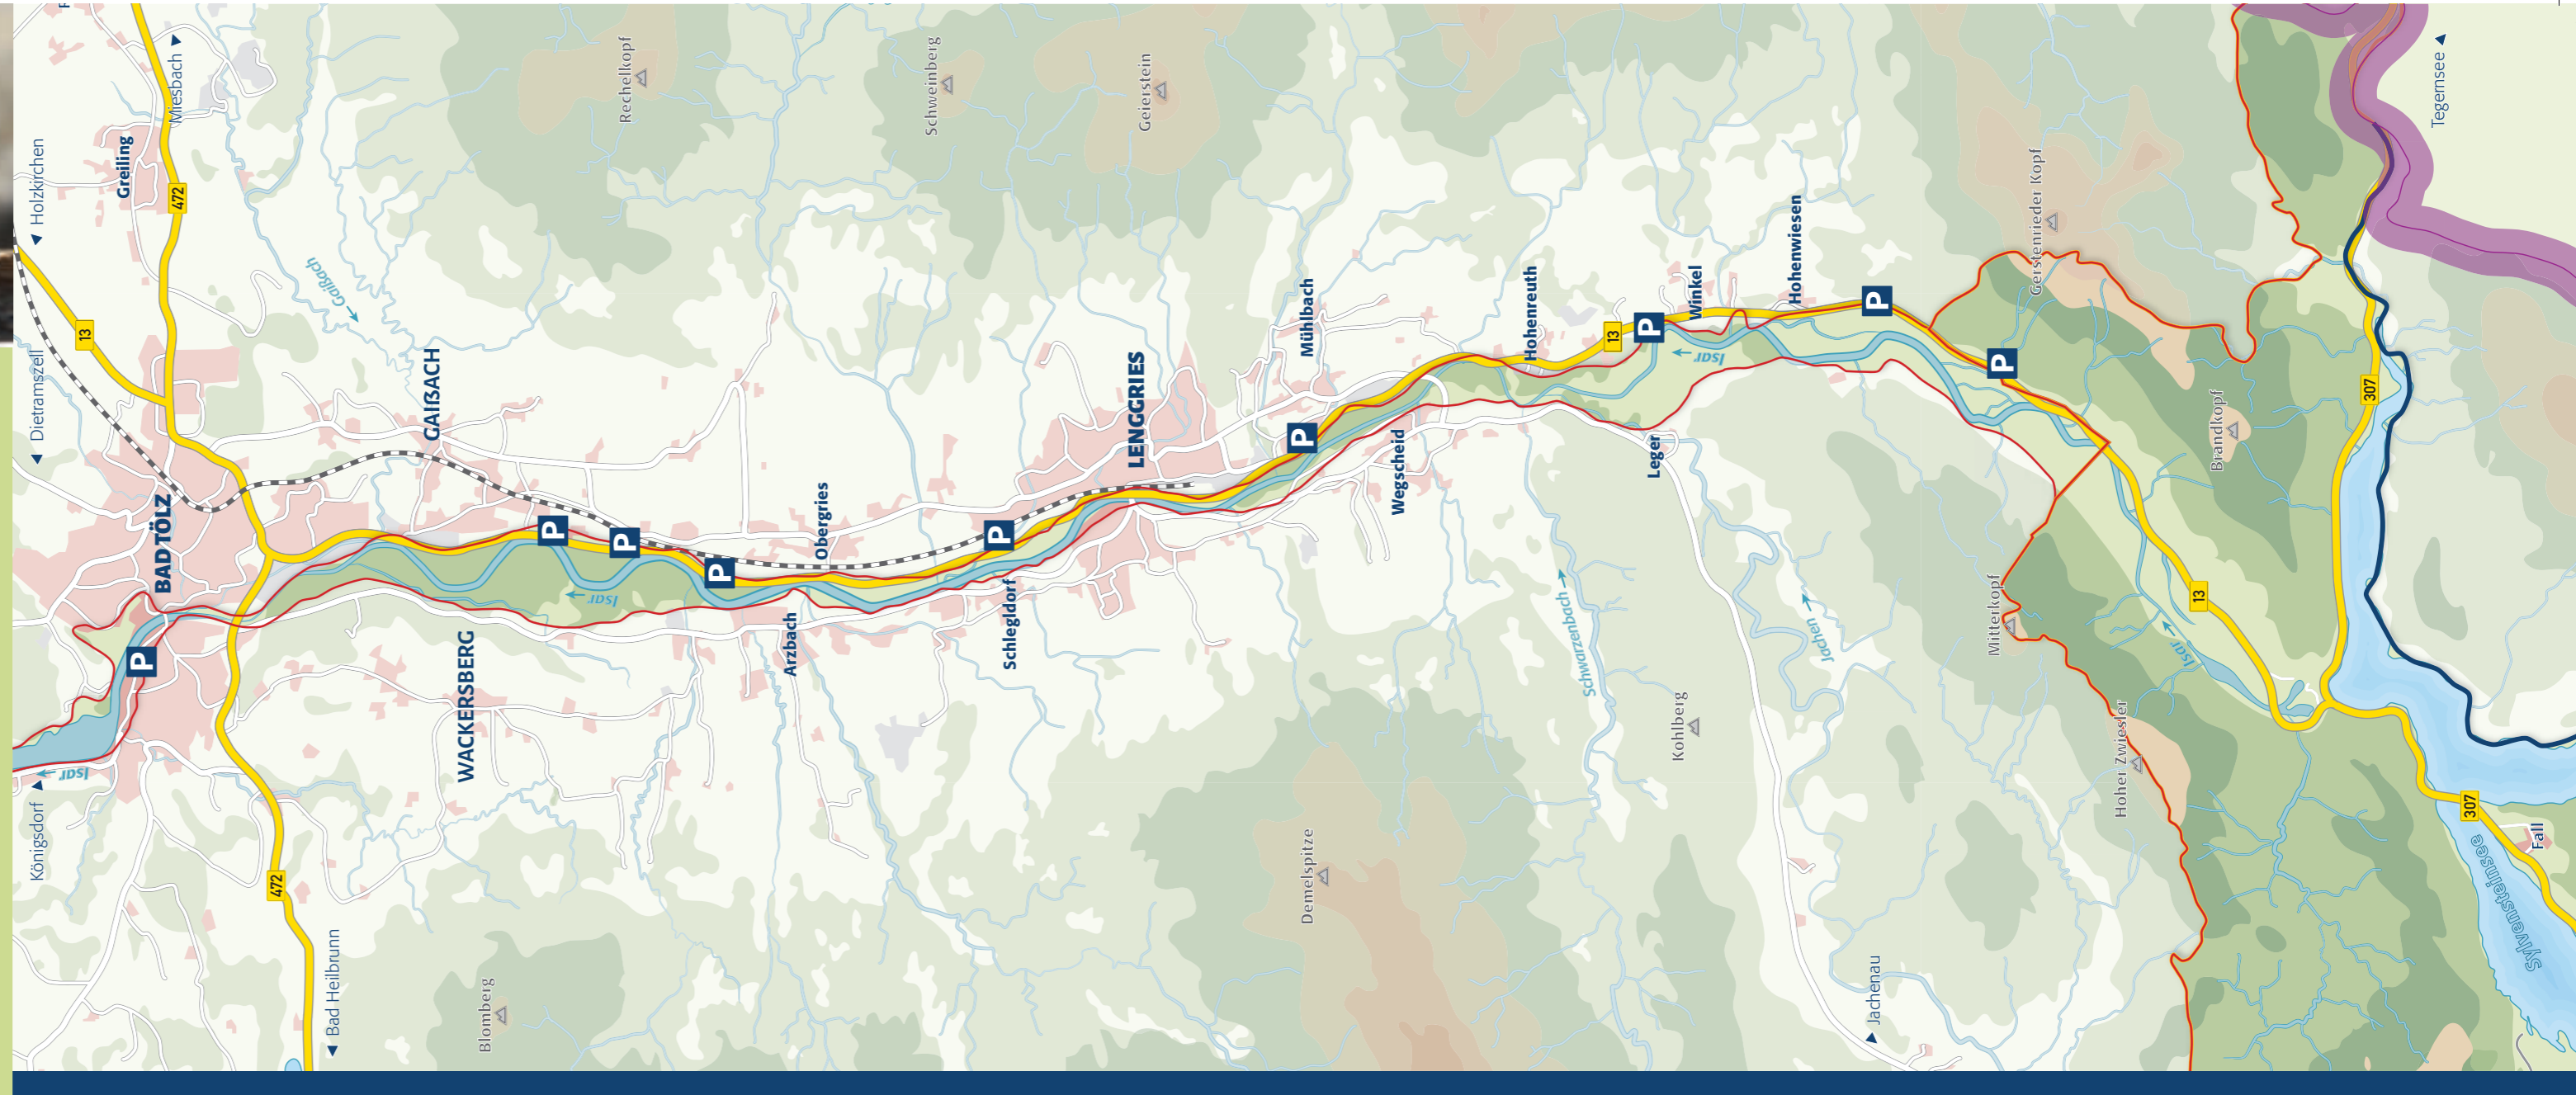 Holzkirchen
Miesbach
Dietramszell
Greiling
472
13
BAD TÖLZ
Königsdorf
Isar
472
Bad Heilbrunn
Gaißach
GAIßACH
WACKERSBERG
Blomberg
P
P
P
P
Isar
Rechelkopf
Obergries
Arzbach
Schweinberg
P
Schlegldorf
Geierstein
LENGGRIES
Mühlbach
P
Wegscheid
Dennelspitze
Hohenreuth
Schwarzenbach
13
P
Leger
Kohlberg
Winkel
Isar
Hohenwiesen
P
Jachen
Jachenau
P
Gerstenrieder Kopf
Mitterkopf
Hoher Zwiesler
Isar
13
Brandkopf
307
Tegernsee
307
Sylvensteinsee
Fall